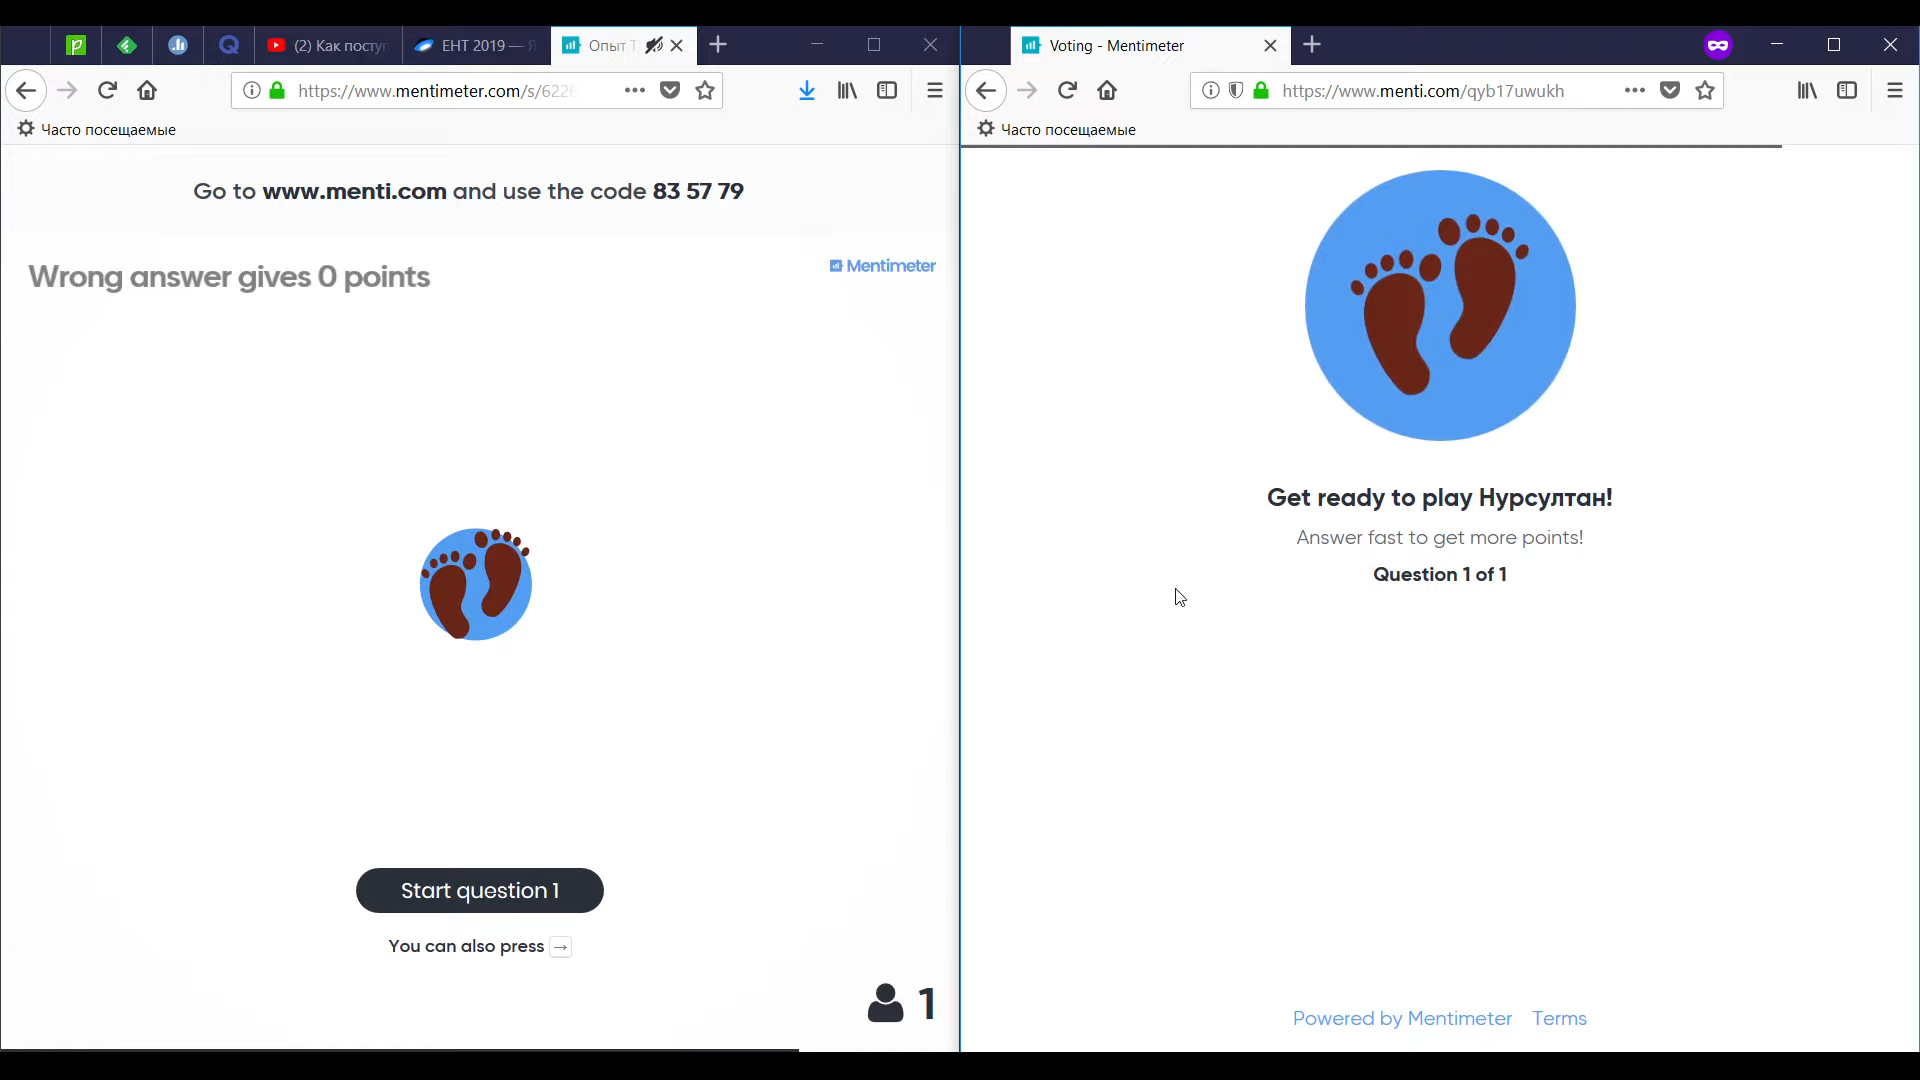 (2) Как посту
ЕНТ 2019 —
Опыт
https://www.mentimeter.com/s/622
Часто посещаемые
Go to www.menti.com and use the code 83 57 79
Wrong answer gives 0 points
Mentimeter
Start question 1
You can also press →
1
Voting - Mentimeter
https://www.menti.com/qyb17uwukh
Часто посещаемые
Get ready to play Нурсултан!
Answer fast to get more points!
Question 1 of 1
Powered by Mentimeter Terms